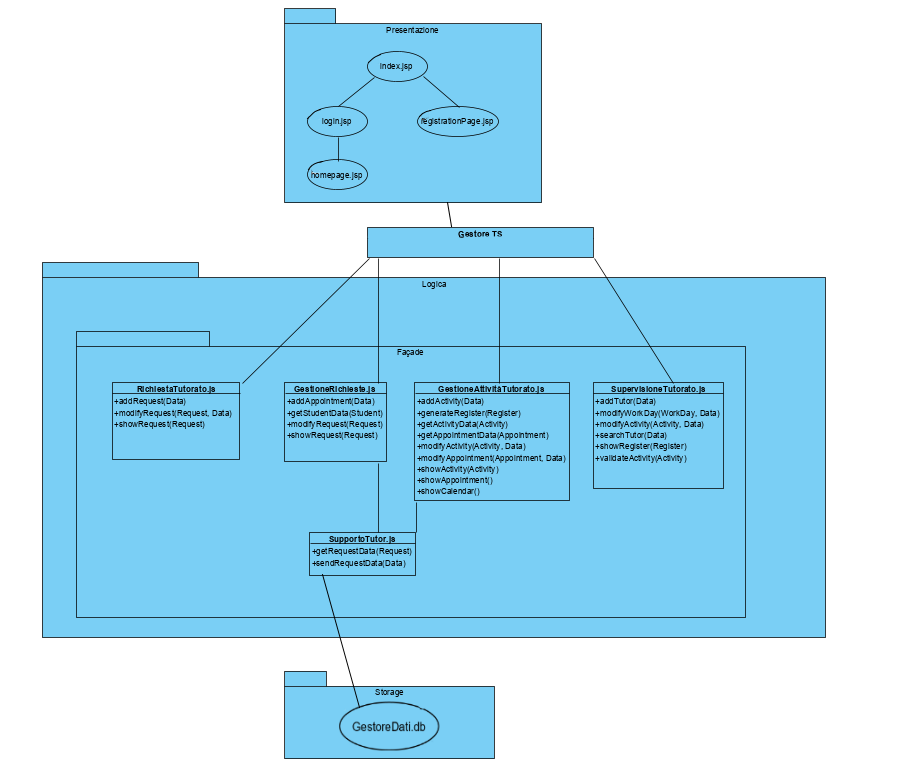 Presentazione
index.jsp
login.jsp
registrationPage.jsp
homepage.jsp
Gestore TS
Logica
Façade
RichiestaTutorato.js
+addRequest(Data)
+modifyRequest(Request, Data)
+showRequest(Request)
GestioneRichieste.js
+addAppointment(Data)
+getStudentData(Student)
+modifyRequest(Request)
+showRequest(Request)
GestioneAttivitàTutorato.js
+addActivity(Data)
+generateRegister(Register)
+getActivityData(Activity)
+getAppointmentData(Appointment)
+modifyActivity(Activity, Data)
+modifyAppointment(Appointment, Data)
+showActivity(Activity)
+showAppointment()
+showCalendar()
SupervisioneTutorato.js
+addTutor(Data)
+modifyWorkDay(WorkDay, Data)
+modifyActivity(Activity, Data)
+searchTutor(Data)
+showRegister(Register)
+validateActivity(Activity)
SupportoTutor.js
+getRequestData(Request)
+sendRequestData(Data)
Storage
GestoreDati.db